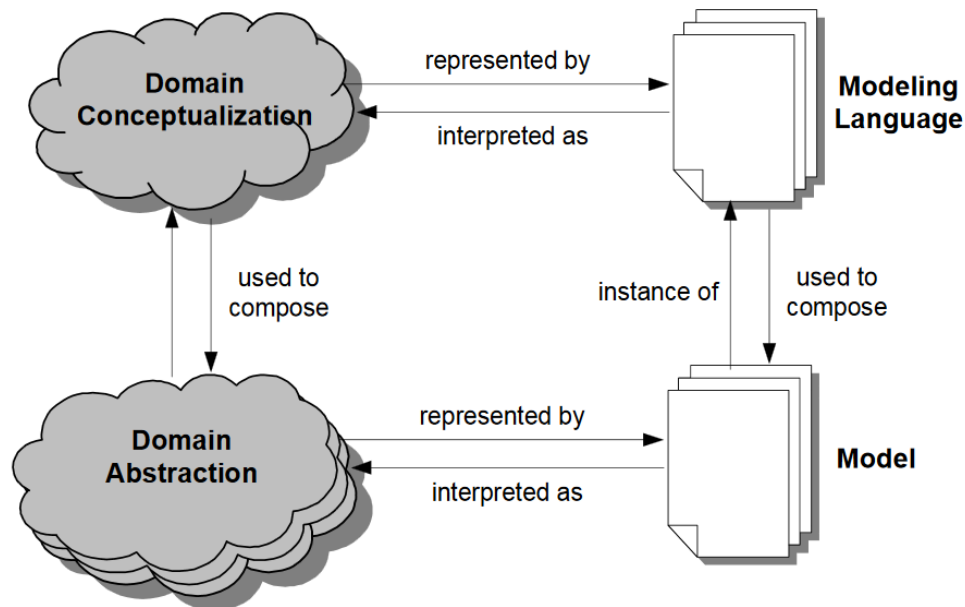 Domain
Conceptualization
represented by
interpreted as
Modeling
Language
used to
compose
instance of
used to
compose
Domain
Abstraction
represented by
interpreted as
Model